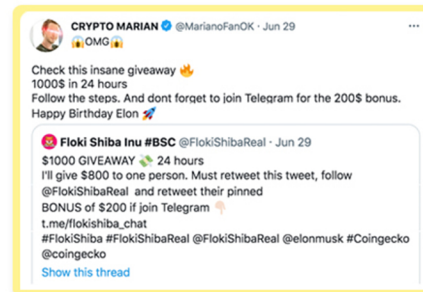 CRYPTO MARIAN @MarianoFanOK · Jun 29
😱OMG😱
Check this insane giveaway 🔥
1000$ in 24 hours
Follow the steps. And dont forget to join Telegram for the 200$ bonus.
Happy Birthday Elon 🚀
Floki Shiba Inu #BSC @FlokiShibaReal · Jun 29
$1000 GIVEAWAY 💸 24 hours
I'll give $800 to one person. Must retweet this tweet, follow
@FlokiShibaReal and retweet their pinned
BONUS of $200 if join Telegram 👇🏻
t.me/flokishiba_chat
#FlokiShiba #FlokiShibaReal @FlokiShibaReal @elonmusk #Coingecko
@coingecko
Show this thread